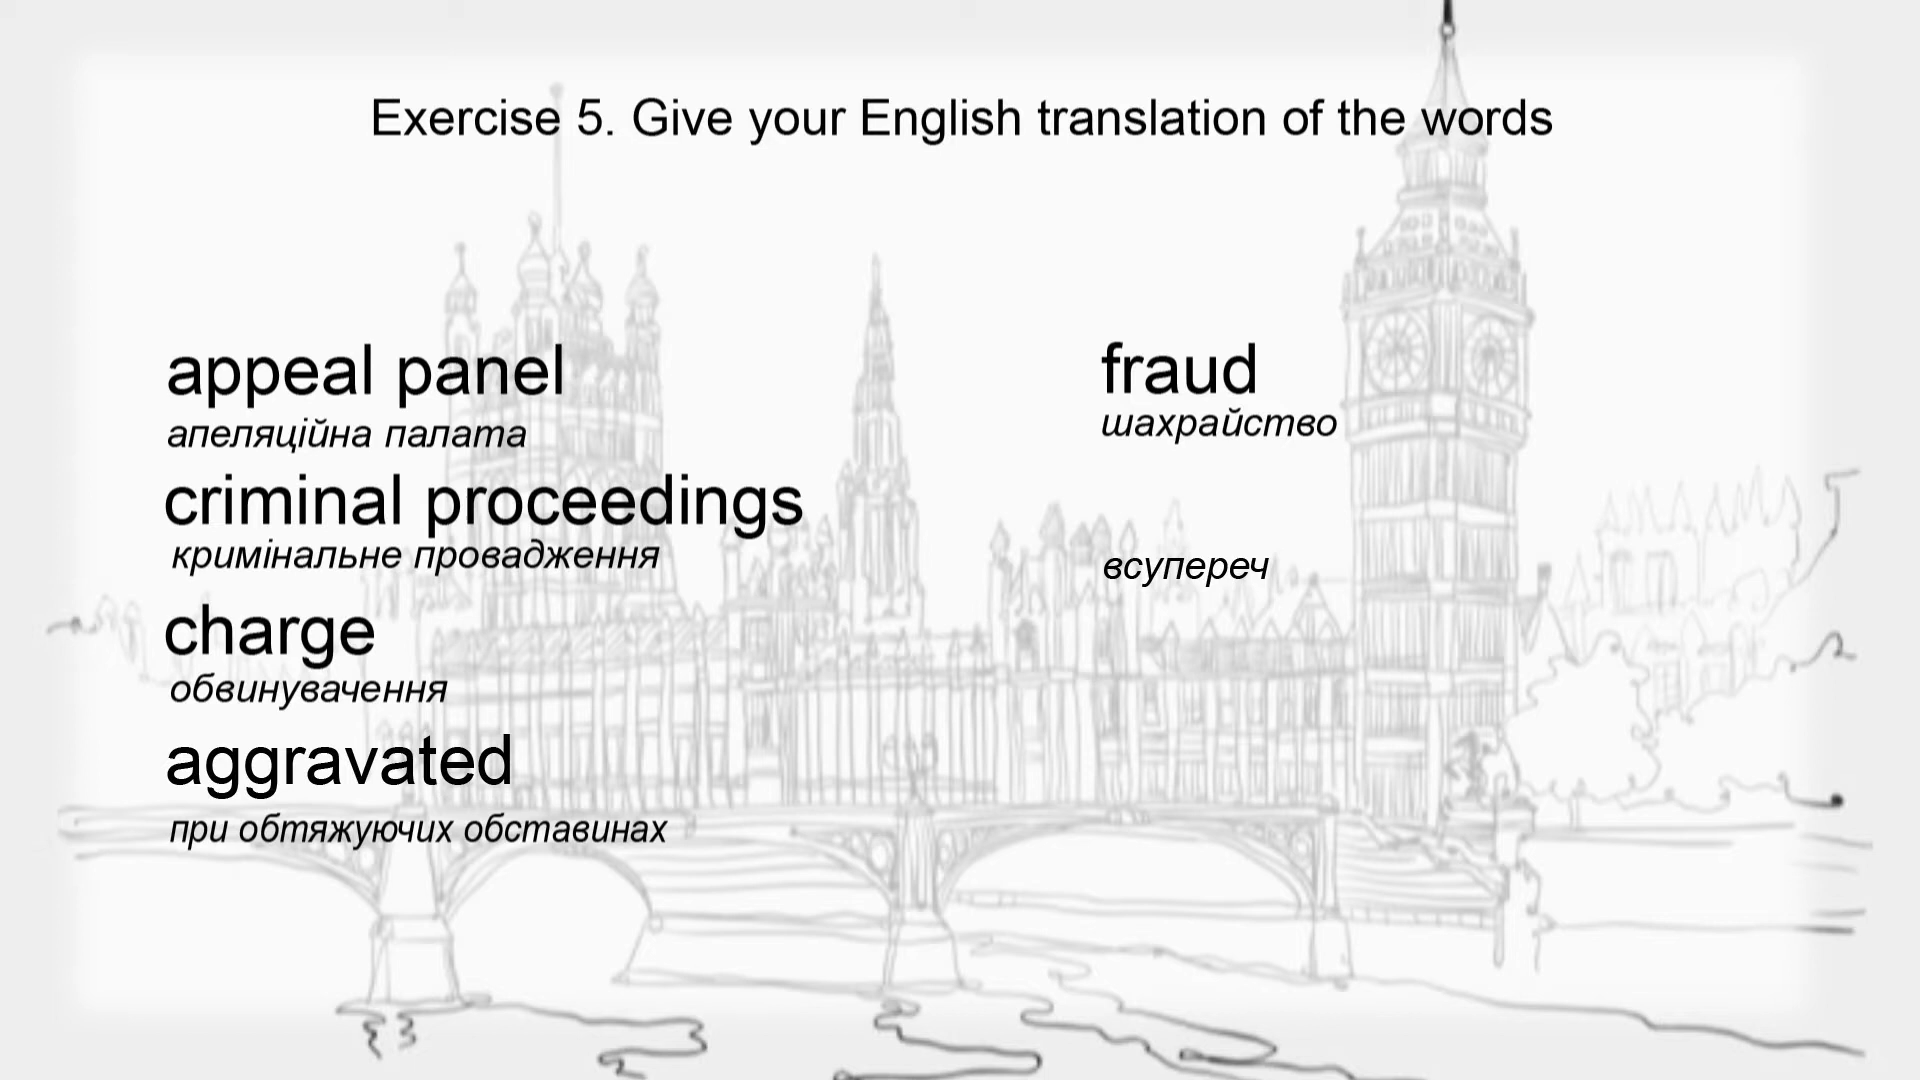 Exercise 5. Give your English translation of the words
appeal panel
апеляційна палата
criminal proceedings
кримінальне провадження
charge
обвинувачення
aggravated
при обтяжуючих обставинах
fraud
шахрайство
всупереч